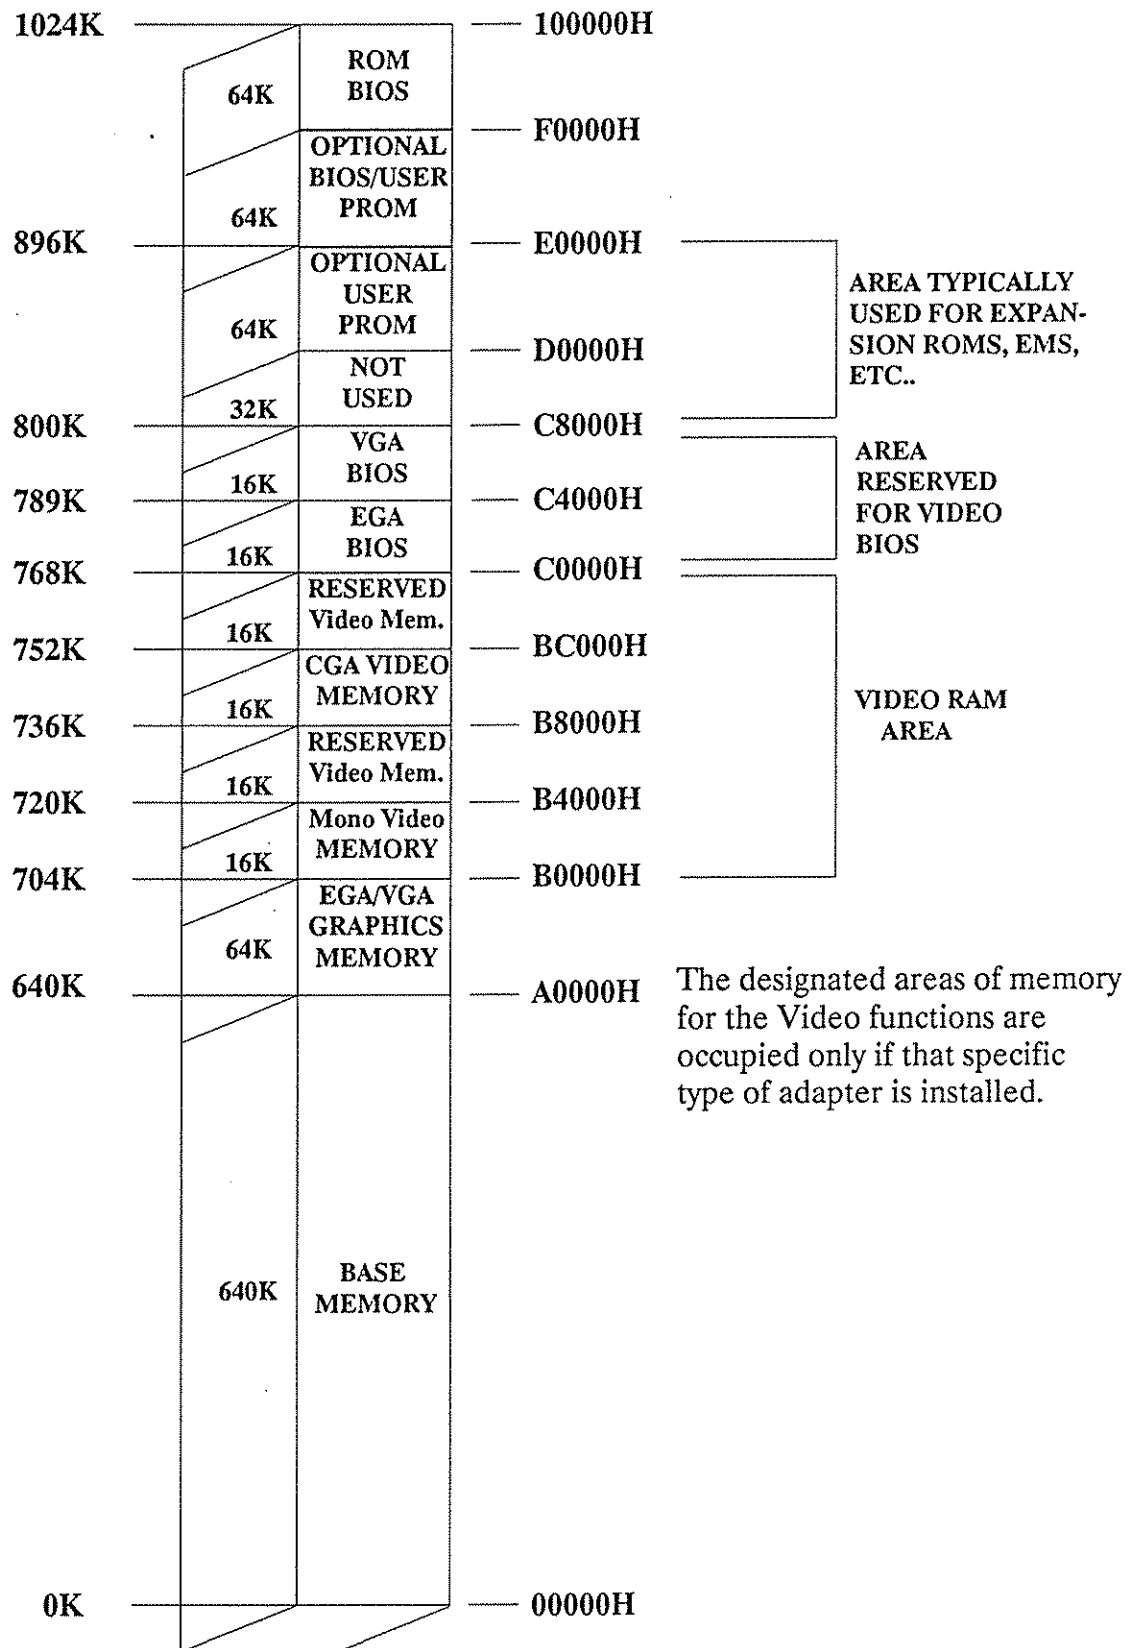 1024K
100000H
ROM
BIOS
64K
F0000H
OPTIONAL
BIOS/USER
PROM
64K
896K
E0000H
OPTIONAL
USER
PROM
64K
D0000H
NOT
USED
32K
800K
C8000H
AREA TYPICALLY
USED FOR EXPAN-
SION ROMS, EMS,
ETC..
VGA
BIOS
16K
789K
C4000H
EGA
BIOS
16K
768K
C0000H
AREA
RESERVED
FOR VIDEO
BIOS
RESERVED
Video Mem.
16K
752K
BC000H
CGA VIDEO
MEMORY
16K
736K
B8000H
RESERVED
Video Mem.
16K
720K
B4000H
Mono Video
MEMORY
16K
704K
B0000H
VIDEO RAM
AREA
EGA/VGA
GRAPHICS
MEMORY
64K
640K
A0000H
The designated areas of memory
for the Video functions are
occupied only if that specific
type of adapter is installed.
640K
BASE
MEMORY
0K
00000H